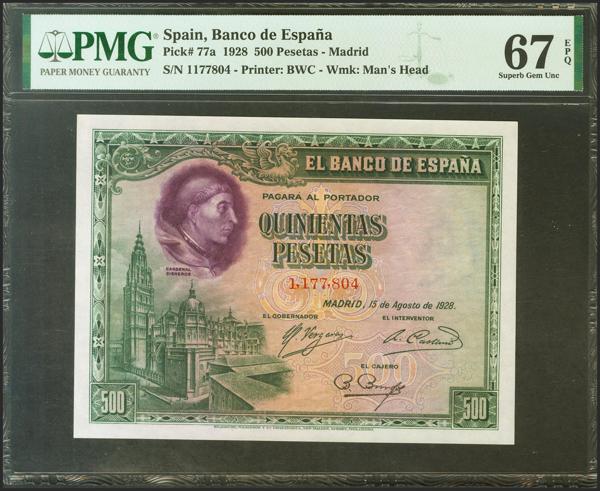 PMG
PAPER MONEY GUARANTY
Spain, Banco de España
Pick# 77a 1928 500 Pesetas - Madrid
S/N 1177804 - Printer: BWC - Wmk: Man's Head
67 EPQ
Superb Gem Unc
EL BANCO DE ESPAÑA
PAGARÁ AL PORTADOR
QUINIENTAS
PESETAS
1,177,804
CARDENAL
CISNEROS
MADRID, 15 de Agosto de 1928.
EL GOBERNADOR
EL INTERVENTOR
500
EL CAJERO
500
500